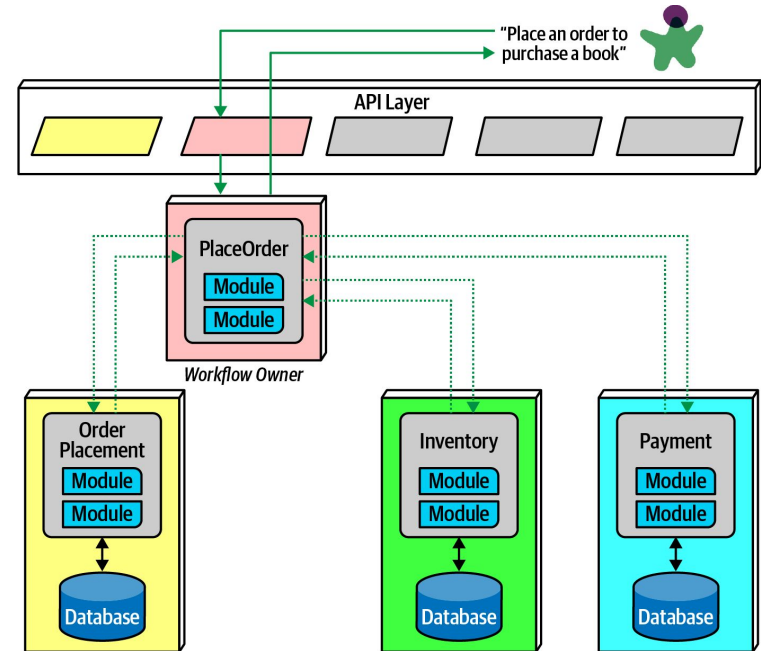 "Place an order to
purchase a book"
API Layer
PlaceOrder
Module
Module
Workflow Owner
Order
Placement
Module
Module
Database
Inventory
Module
Module
Database
Payment
Module
Module
Database